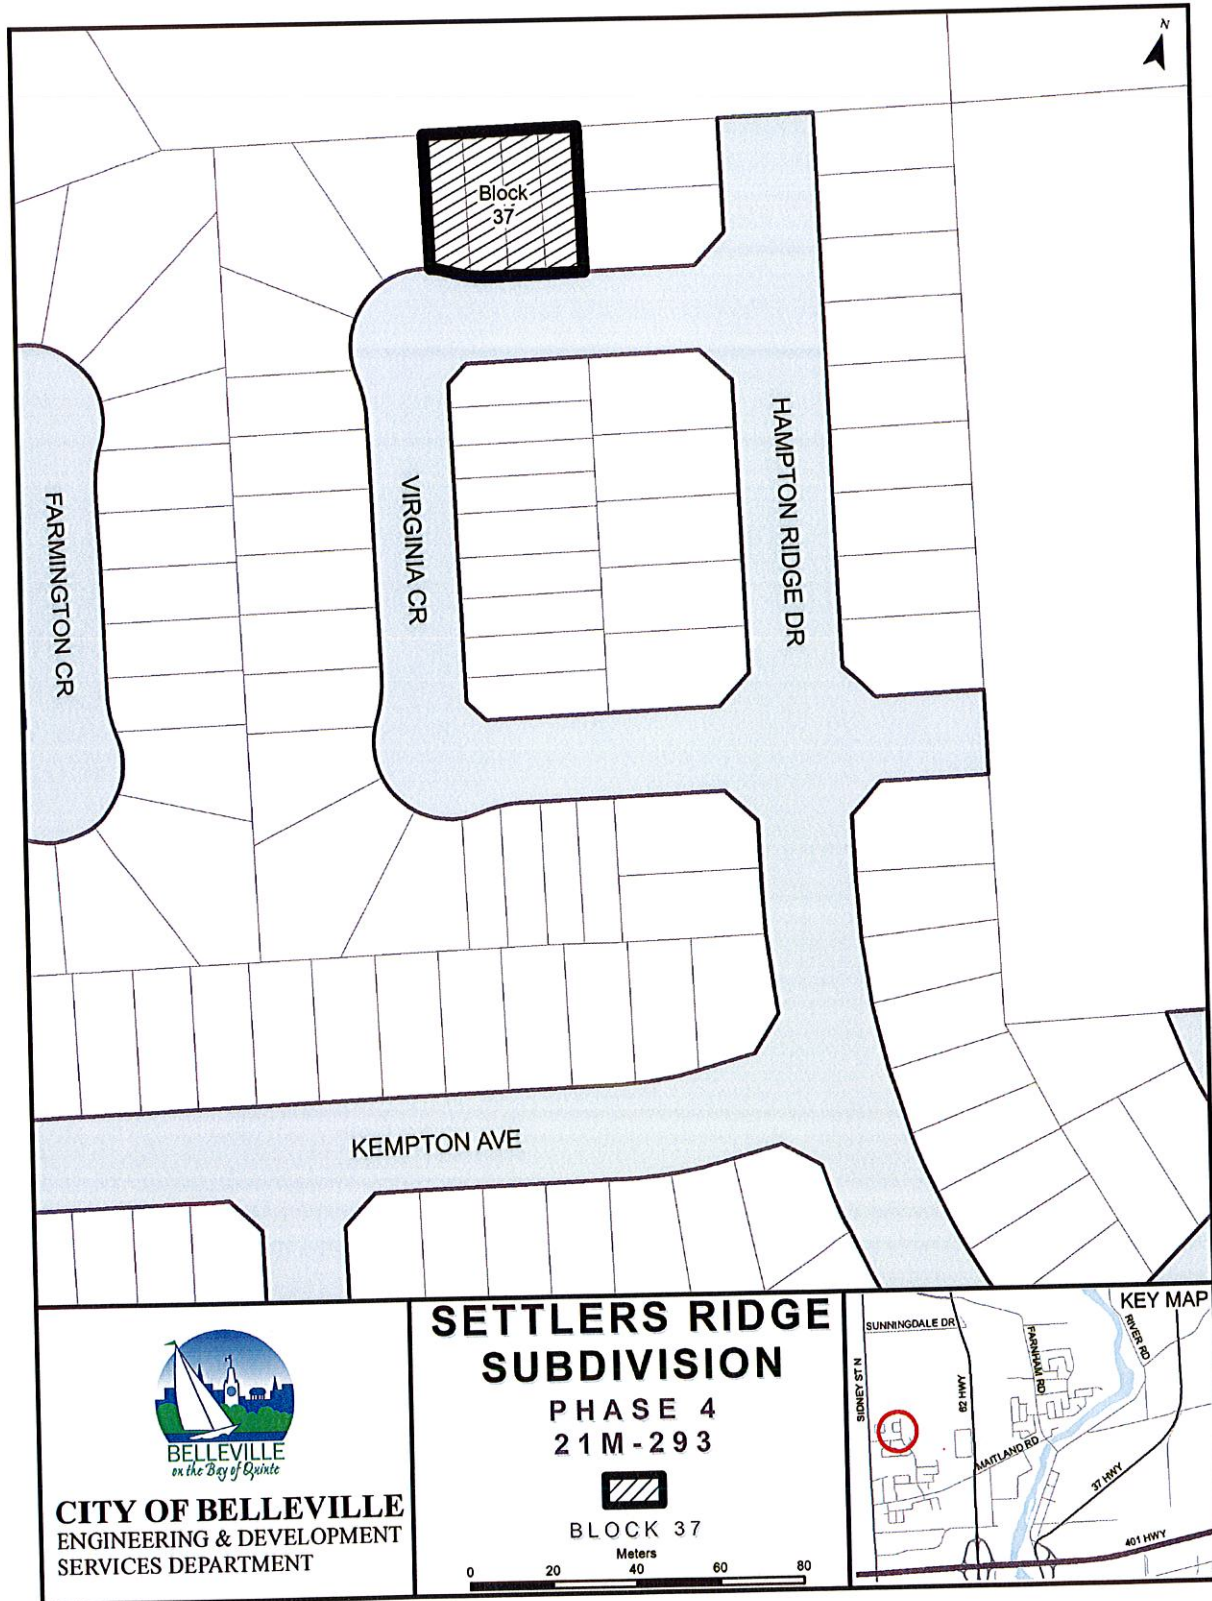 N
Block
37
FARMINGTON CR
VIRGINIA CR
HAMPTON RIDGE DR
KEMPTON AVE
BELLEVILLE
on the Bay of Quinte
CITY OF BELLEVILLE
ENGINEERING & DEVELOPMENT
SERVICES DEPARTMENT
SETTLERS RIDGE
SUBDIVISION
PHASE 4
21M-293
BLOCK 37
Meters
0 20 40 60 80
KEY MAP
SUNNINGDALE DR
SIDNEY ST N
62 HWY
FARNHAM RD
RIVER RD
MAITLAND RD
37 HWY
401 HWY